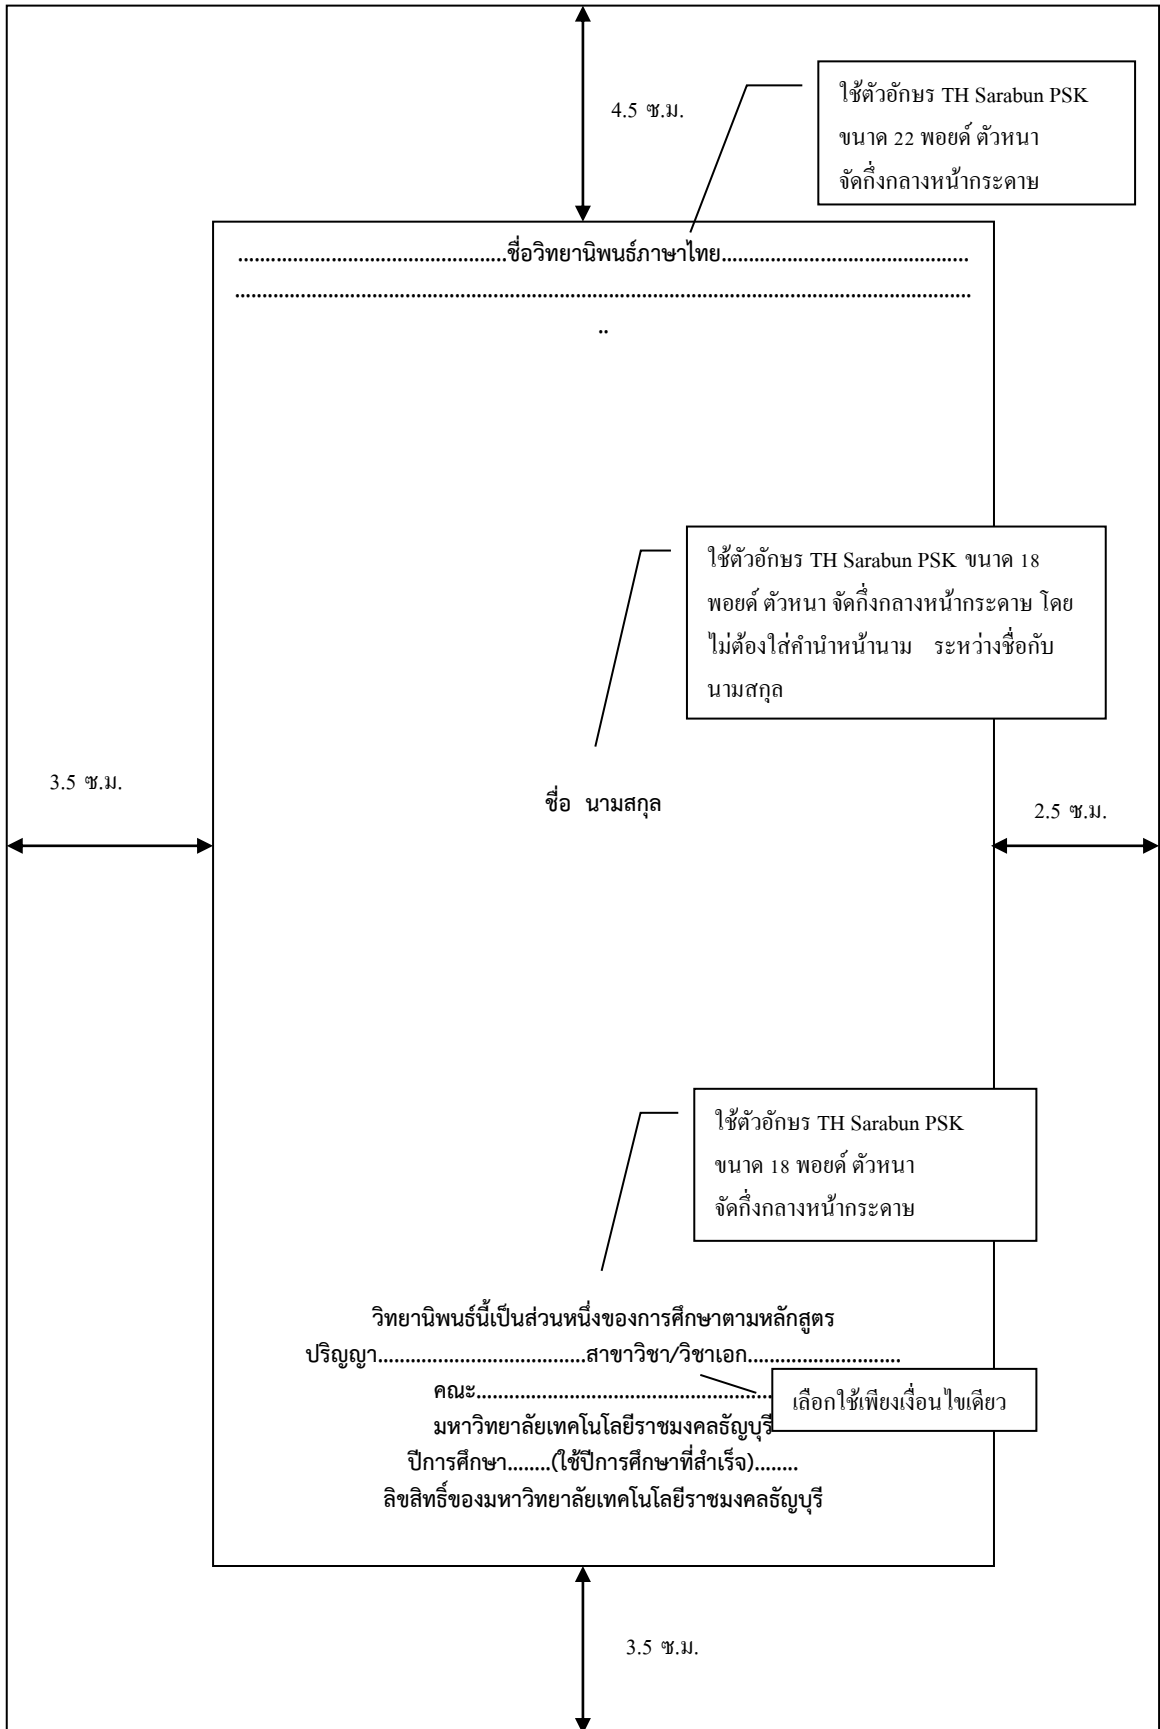 4.5 ซ.ม.
ใช้ตัวอักษร TH Sarabun PSK
ขนาด 22 พอยด์ ตัวหนา
จัดกึ่งกลางหน้ากระดาษ
..................................................ชื่อวิทยานิพนธ์ภาษาไทย..............................................
.........................................................................................................................................
..
ใช้ตัวอักษร TH Sarabun PSK ขนาด 18
พอยด์ ตัวหนา จัดกึ่งกลางหน้ากระดาษ โดย
ไม่ต้องใส่คำนำหน้านาม ระหว่างชื่อกับ
นามสกุล
3.5 ซ.ม.
ชื่อ นามสกุล
2.5 ซ.ม.
ใช้ตัวอักษร TH Sarabun PSK
ขนาด 18 พอยด์ ตัวหนา
จัดกึ่งกลางหน้ากระดาษ
วิทยานิพนธ์นี้เป็นส่วนหนึ่งของการศึกษาตามหลักสูตร
ปริญญา......................................สาขาวิชา/วิชาเอก............................
คณะ......................................................
เลือกใช้เพียงเงื่อนไขเดียว
มหาวิทยาลัยเทคโนโลยีราชมงคลธัญบุรี
ปีการศึกษา........(ใช้ปีการศึกษาที่สำเร็จ)........
ลิขสิทธิ์ของมหาวิทยาลัยเทคโนโลยีราชมงคลธัญบุรี
3.5 ซ.ม.